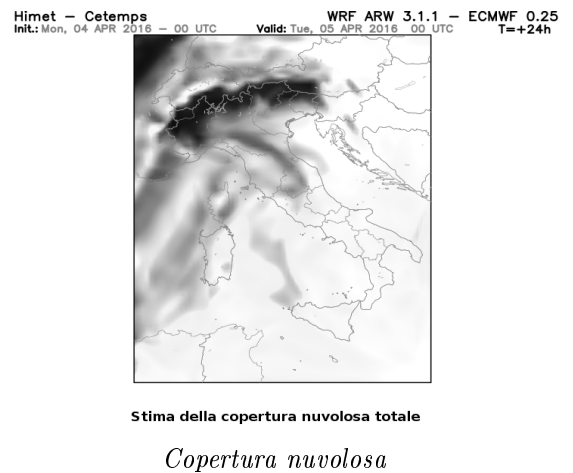 Himet – Cetemps WRF ARW 3.1.1 – ECMWF 0.25
Init.: Mon, 04 APR 2016 – 00 UTC Valid: Tue, 05 APR 2016 00 UTC T=+24h
Stima della copertura nuvolosa totale
Copertura nuvolosa